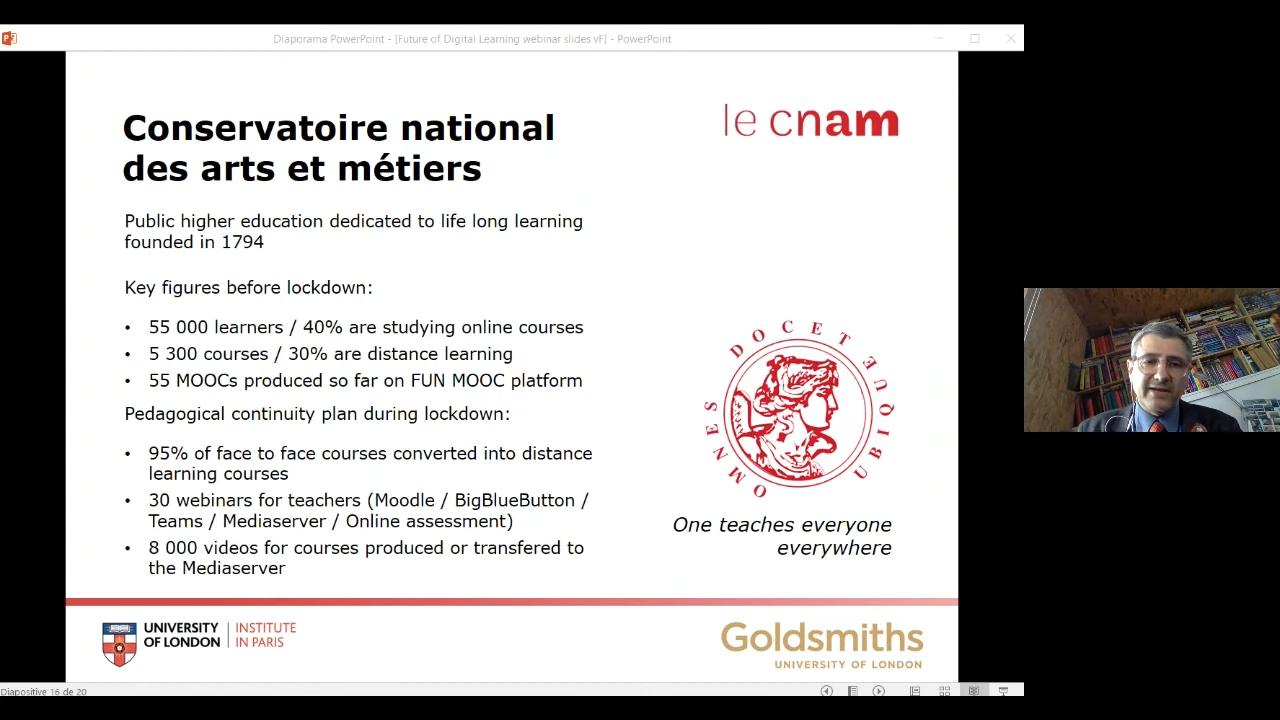 Diaporama PowerPoint - [Future of Digital Learning webinar slides vF] - PowerPoint
Conservatoire national
des arts et métiers
le cnam
Public higher education dedicated to life long learning
founded in 1794
Key figures before lockdown:
• 55 000 learners / 40% are studying online courses
• 5 300 courses / 30% are distance learning
• 55 MOOCs produced so far on FUN MOOC platform
Pedagogical continuity plan during lockdown:
• 95% of face to face courses converted into distance
learning courses
• 30 webinars for teachers (Moodle / BigBlueButton /
Teams / Mediaserver / Online assessment)
• 8 000 videos for courses produced or transfered to
the Mediaserver
OMNES DOCET UBIQUE
One teaches everyone
everywhere
UNIVERSITY
OF LONDON
INSTITUTE
IN PARIS
Goldsmiths
UNIVERSITY OF LONDON
Diapositive 16 de 20